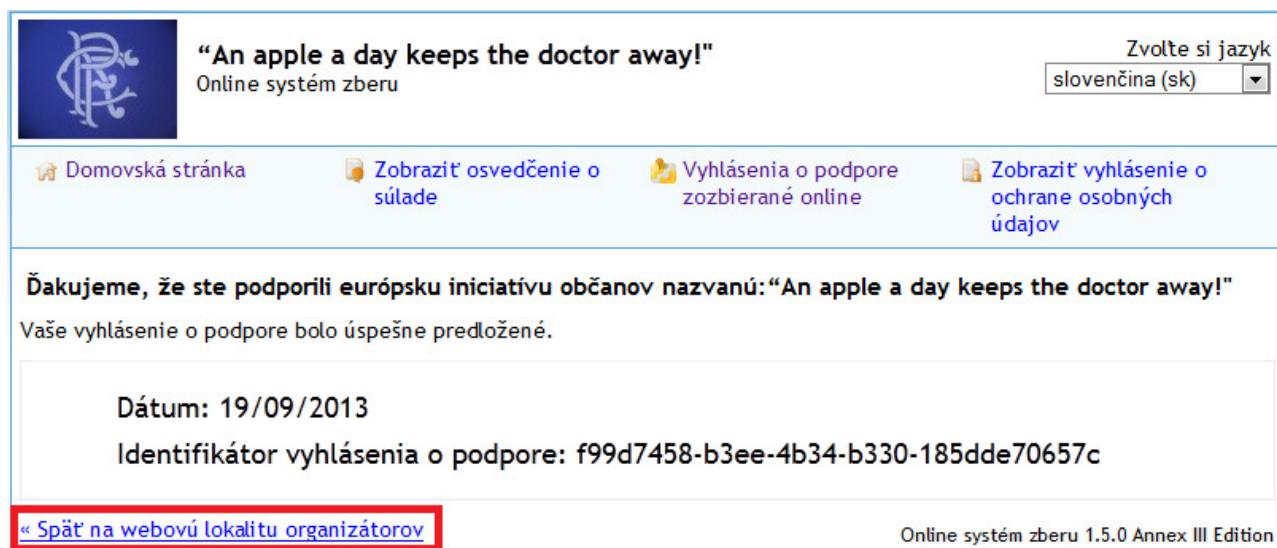 “An apple a day keeps the doctor away!"
Online systém zberu
Zvoľte si jazyk
slovenčina (sk)
Domovská stránka
Zobraziť osvedčenie o
súlade
Vyhlásenia o podpore
zozbierané online
Zobraziť vyhlásenie o
ochrane osobných
údajov
Ďakujeme, že ste podporili európsku iniciatívu občanov nazvanú:“An apple a day keeps the doctor away!"
Vaše vyhlásenie o podpore bolo úspešne predložené.
Dátum: 19/09/2013
Identifikátor vyhlásenia o podpore: f99d7458-b3ee-4b34-b330-185dde70657c
« Späť na webovú lokalitu organizátorov
Online systém zberu 1.5.0 Annex III Edition